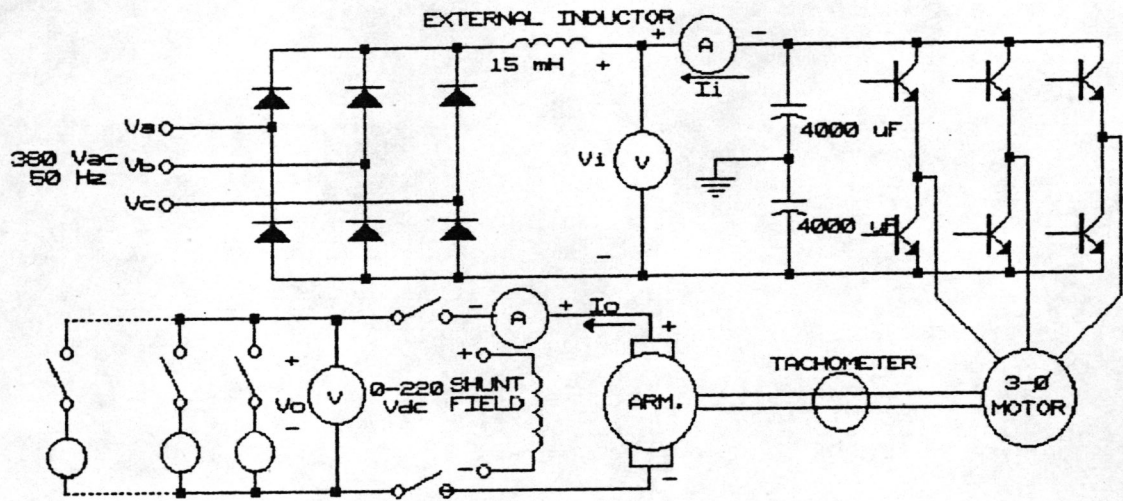 EXTERNAL INDUCTOR
+ A -
15 mH +
Ii
4000 uF
Va
380 Vac
50 Hz
Vb
Vi V
Vc
4000 uF
-
- A + Io
+
+
+
Vo V 0-220 Vdc
-
SHUNT FIELD
-
ARM.
-
TACHOMETER
3-Ø
MOTOR